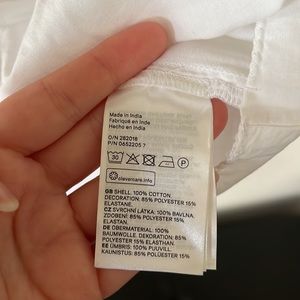 Made in India
Fabriqué en Inde
Hecho en India
O/N 282018
P/N 0652205 7
30
P
clevercare.info
GB SHELL: 100% COTTON
DECORATION: 85% POLYESTER 15%
ELASTANE.
CZ SVRCHNÍ LÁTKA: 100% BAVLNA.
ZDOBENÍ: 85% POLYESTER 15%
ELASTAN.
DE OBERMATERIAL: 100%
BAUMWOLLE. DEKORATION: 85%
POLYESTER 15% ELASTHAN.
EE ÜMBRIS: 100% PUUVILL.
KAUNISTUS: 85% POLÜESTER 15%